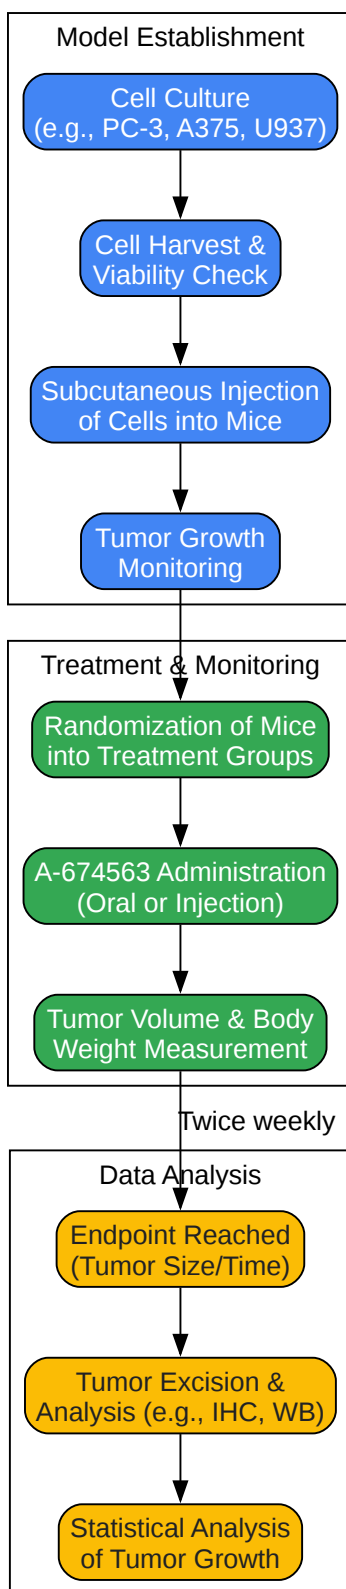 Model Establishment
Cell Culture
(e.g., PC-3, A375, U937)
Cell Harvest &
Viability Check
Subcutaneous Injection
of Cells into Mice
Tumor Growth
Monitoring
Treatment & Monitoring
Randomization of Mice
into Treatment Groups
A-674563 Administration
(Oral or Injection)
Tumor Volume & Body
Weight Measurement
Twice weekly
Data Analysis
Endpoint Reached
(Tumor Size/Time)
Tumor Excision &
Analysis (e.g., IHC, WB)
Statistical Analysis
of Tumor Growth